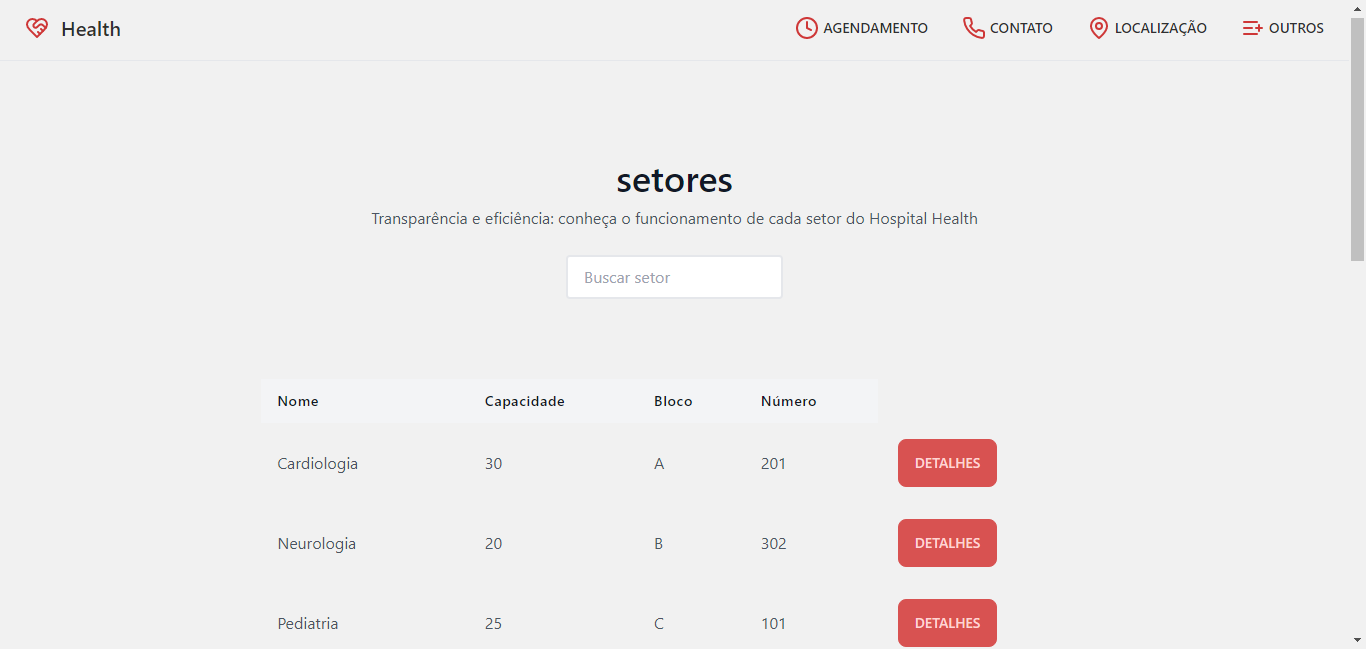 Health AGENDAMENTO CONTATO LOCALIZAÇÃO OUTROS
setores
Transparência e eficiência: conheça o funcionamento de cada setor do Hospital Health
Buscar setor
Nome Capacidade Bloco Número
Cardiologia 30 A 201 DETALHES
Neurologia 20 B 302 DETALHES
Pediatria 25 C 101 DETALHES